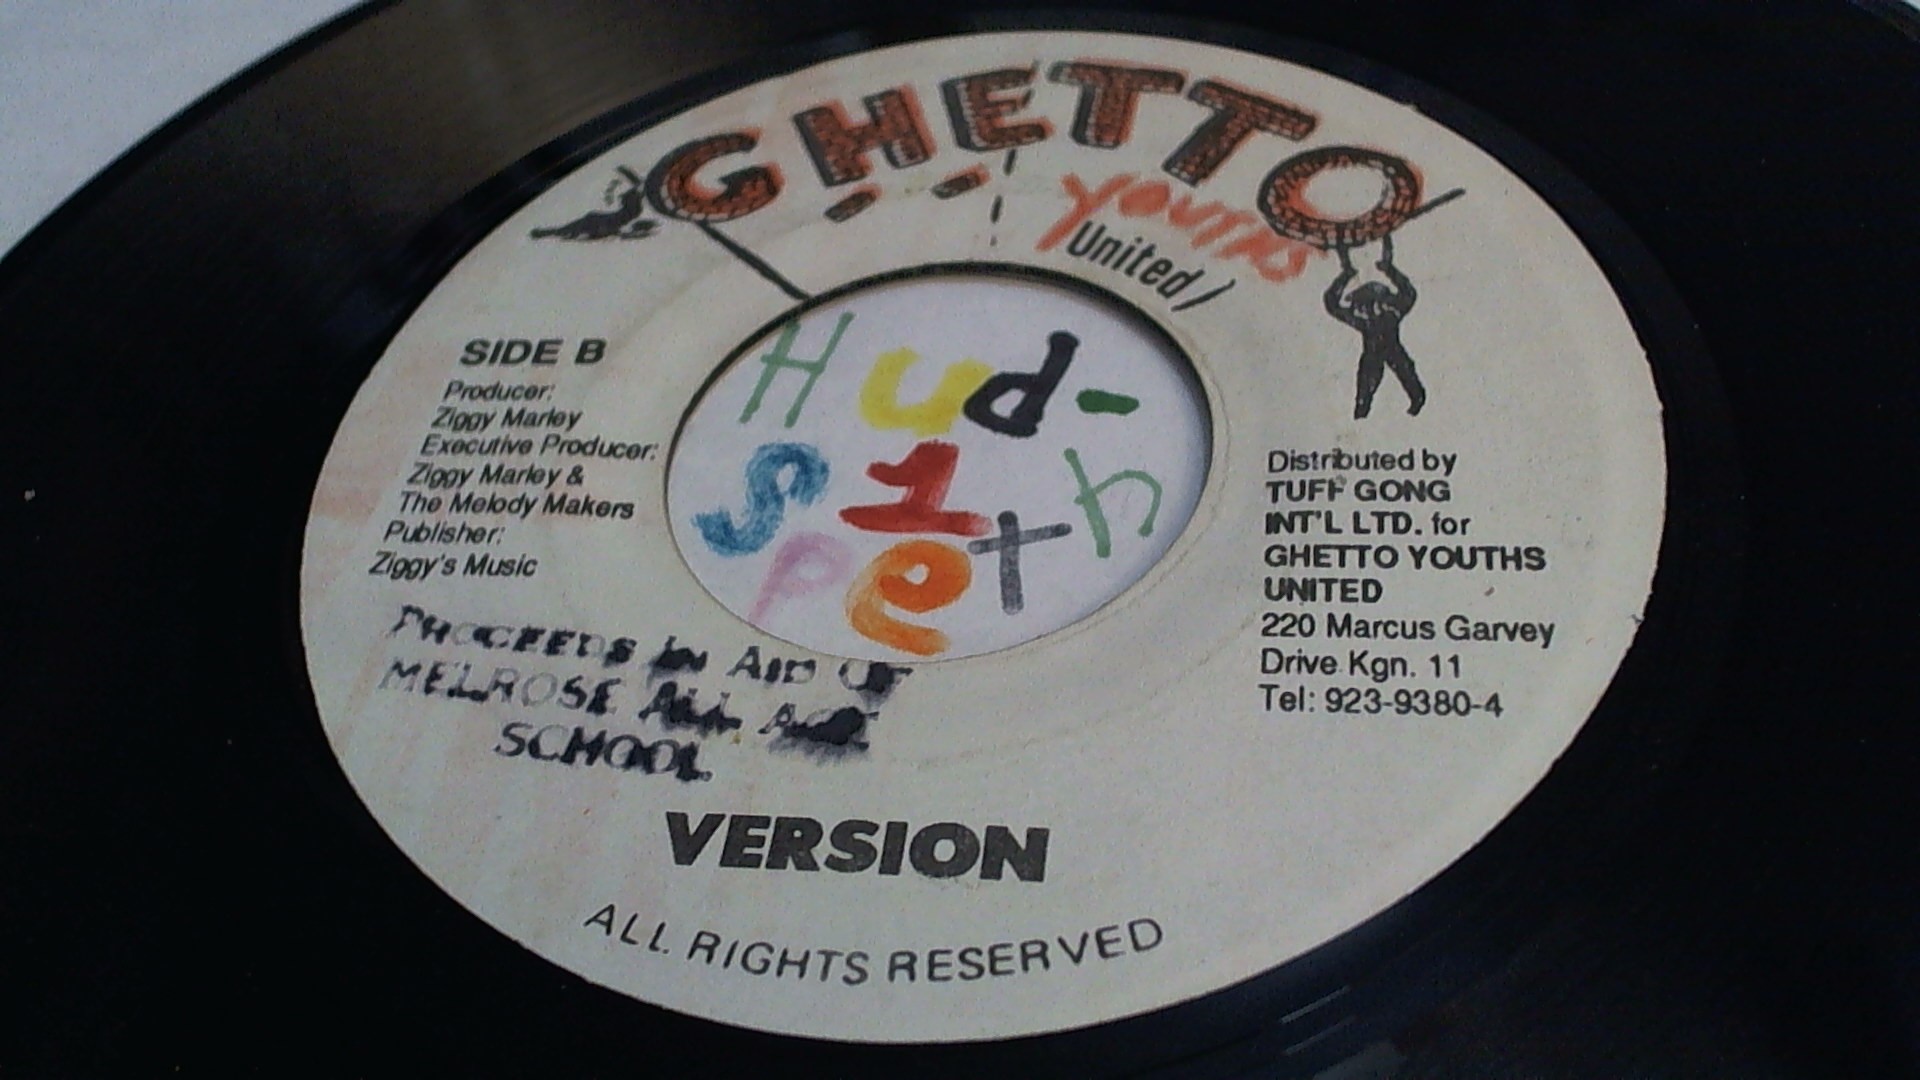 GHETTO
YOUTHS
United
SIDE B
Producer:
Ziggy Marley
Executive Producer:
Ziggy Marley &
The Melody Makers
Publisher:
Ziggy's Music
Hud-
S1h
Pet
Distributed by
TUFF GONG
INT'L LTD. for
GHETTO YOUTHS
UNITED
220 Marcus Garvey
Drive Kgn. 11
Tel: 923-9380-4
PROCEEDS IN AID OF
MELROSE ALL AGE
SCHOOL
VERSION
ALL RIGHTS RESERVED